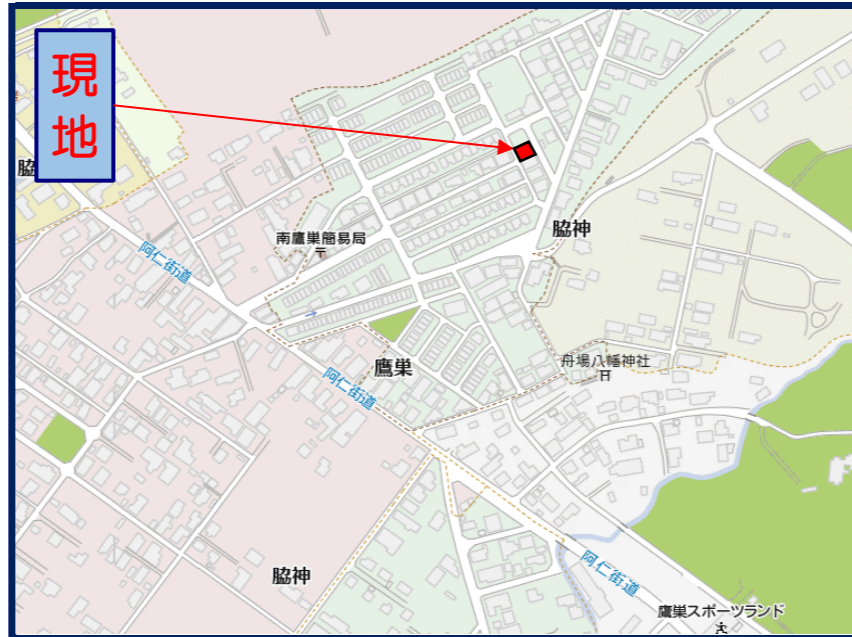 現
地
脇
阿仁街道
南鷹巣簡易局
脇神
鷹巣
舟場八幡神社
阿仁街道
脇神
阿仁街道
鷹巣スポーツランド